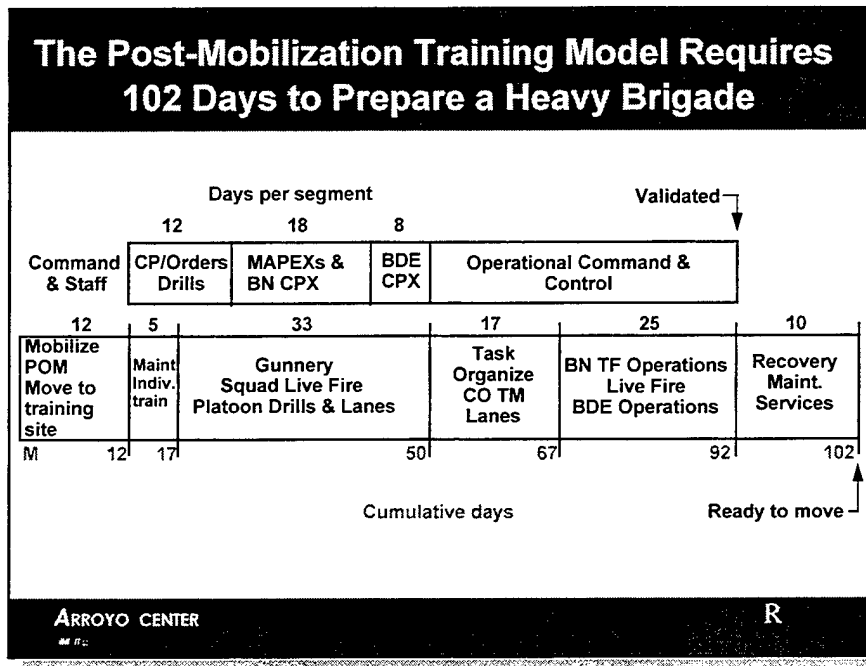 The Post-Mobilization Training Model Requires
102 Days to Prepare a Heavy Brigade
Days per segment
Validated
12 18 8
Command
& Staff
CP/Orders
Drills
MAPEXs &
BN CPX
BDE
CPX
Operational Command &
Control
12 5 33 17 25 10
Mobilize
POM
Move to
training
site
Maint
Indiv.
train
Gunnery
Squad Live Fire
Platoon Drills & Lanes
Task
Organize
CO TM
Lanes
BN TF Operations
Live Fire
BDE Operations
Recovery
Maint.
Services
M 12 17 50 67 92 102
Cumulative days
Ready to move
ARROYO CENTER
R